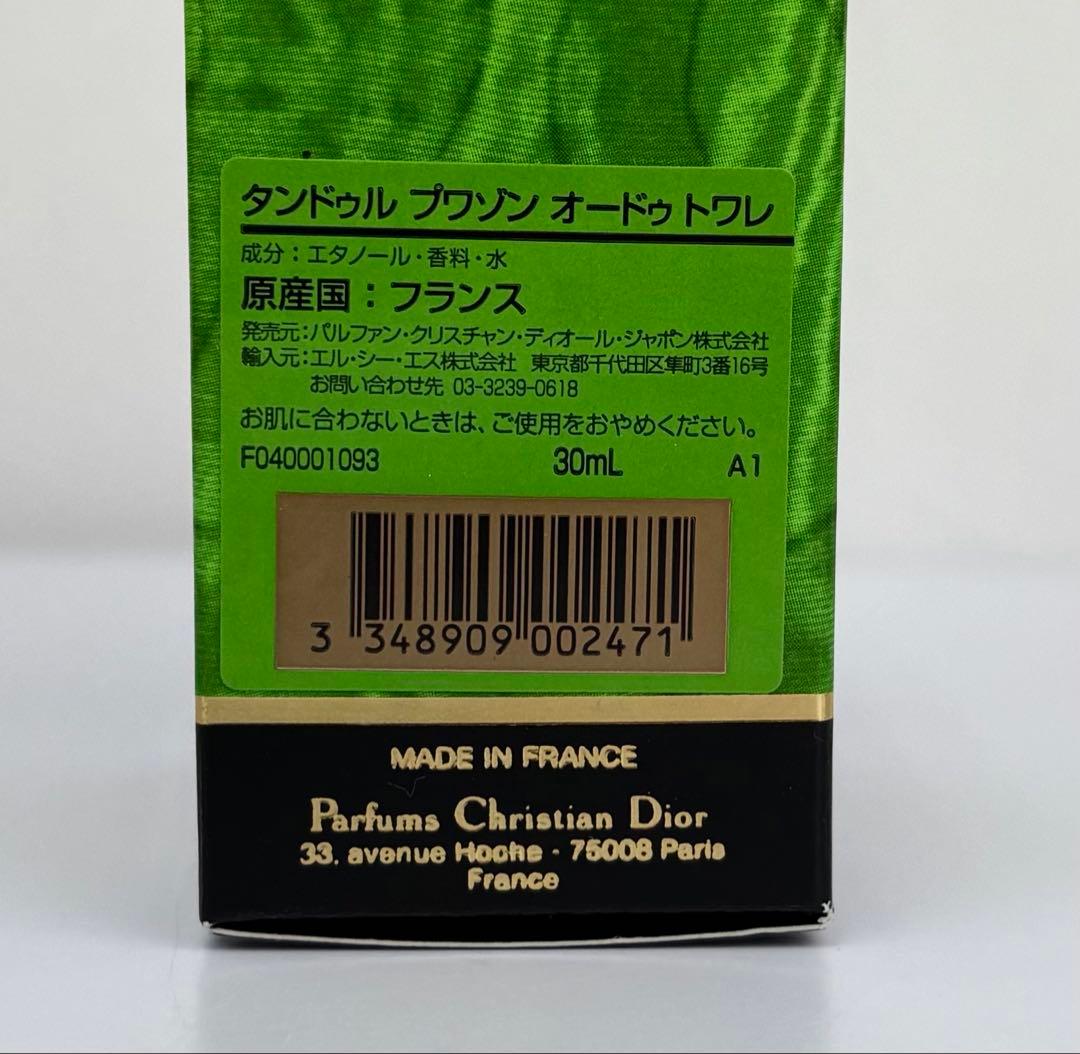 タンドゥル プワゾン オードゥ トワレ
成分：エタノール・香料・水
原産国：フランス
発売元：パルファン・クリスチャン・ディオール・ジャポン株式会社
輸入元：エル・シー・エス株式会社 東京都千代田区隼町3番16号
お問い合わせ先 03-3239-0618
お肌に合わないときは、ご使用をおやめください。
F040001093 30mL A1
3 348909 002471
MADE IN FRANCE
Parfums Christian Dior
33, avenue Hoche - 75008 Paris
France